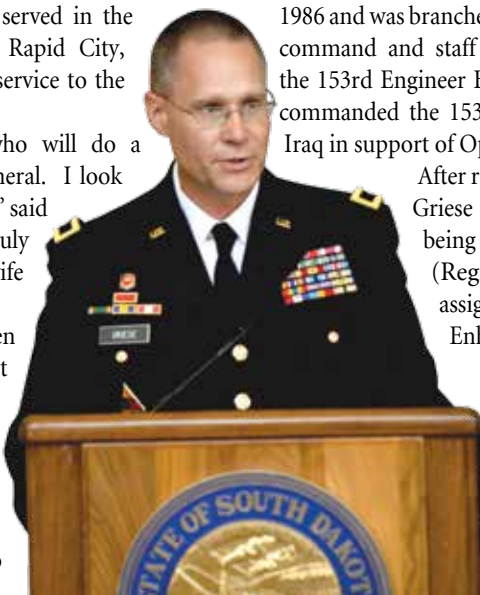 served in the
Rapid City,
service to the
who will do a
neral. I look
” said
uly
ife
en
t
1986 and was branche
command and staff
the 153rd Engineer B
commanded the 153
Iraq in support of Op
After r
Griese
being
(Reg
assig
Enh
GRIESE
STATE OF SOUTH DAKOT